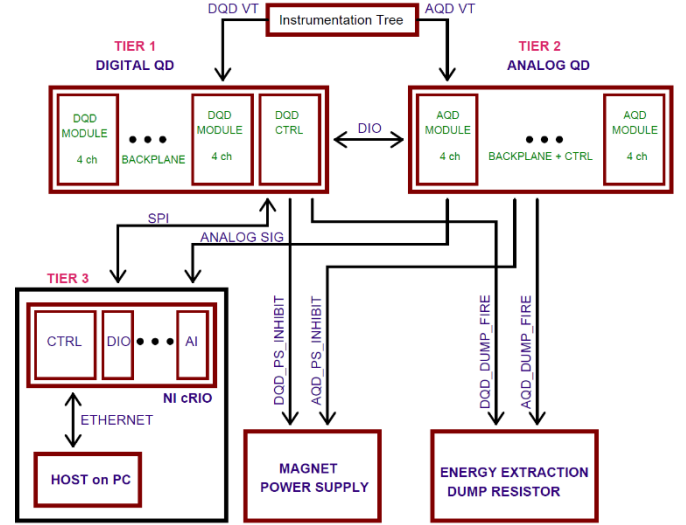 DQD VT
Instrumentation Tree
AQD VT
TIER 1
DIGITAL QD
TIER 2
ANALOG QD
DQD
MODULE
4 ch
BACKPLANE
DQD
MODULE
4 ch
DQD
CTRL
DIO
AQD
MODULE
4 ch
BACKPLANE + CTRL
AQD
MODULE
4 ch
SPI
ANALOG SIG
TIER 3
CTRL
DIO
AI
NI cRIO
ETHERNET
HOST on PC
DQD_PS_INHIBIT
AQD_PS_INHIBIT
DQD_DUMP_FIRE
AQD_DUMP_FIRE
MAGNET
POWER SUPPLY
ENERGY EXTRACTION
DUMP RESISTOR